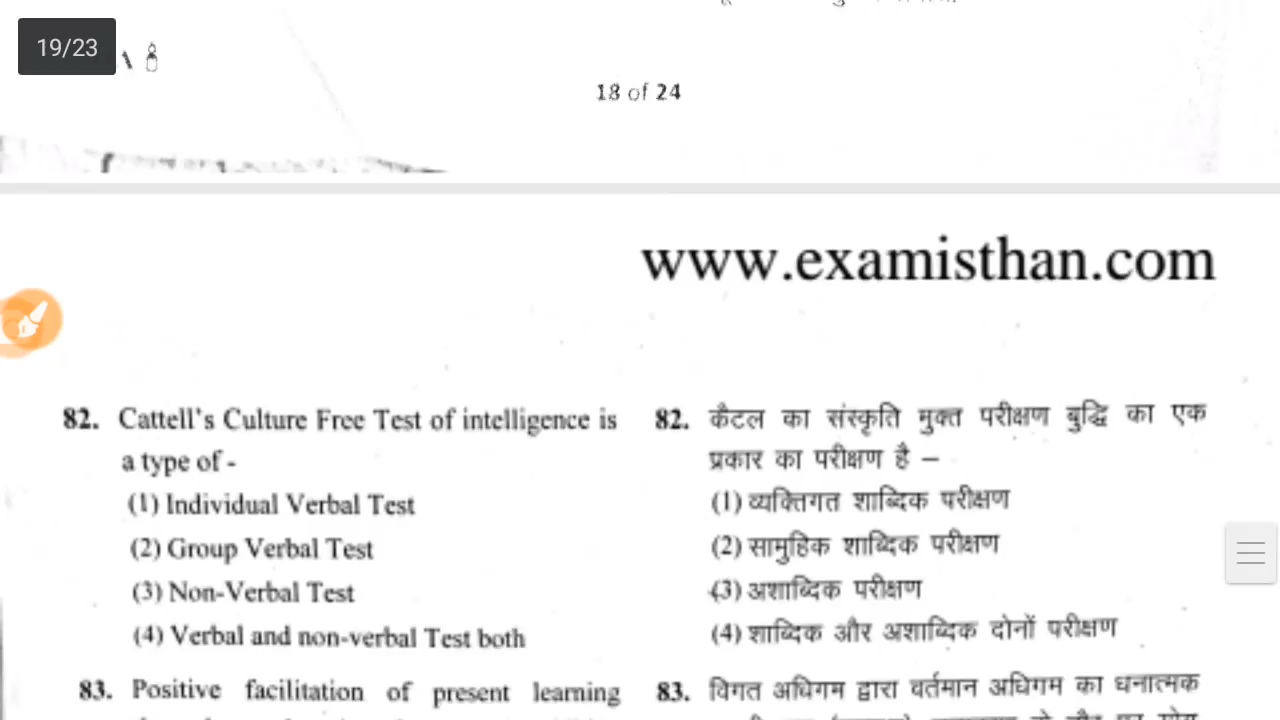 19/23
18 of 24
www.examisthan.com
82. Cattell's Culture Free Test of intelligence is
a type of -
(1) Individual Verbal Test
(2) Group Verbal Test
(3) Non-Verbal Test
(4) Verbal and non-verbal Test both
83. Positive facilitation of present learning
82. कैटल का संस्कृति मुक्त परीक्षण बुद्धि का एक
प्रकार का परीक्षण है –
(1) व्यक्तिगत शाब्दिक परीक्षण
(2) सामुहिक शाब्दिक परीक्षण
(3) अशाब्दिक परीक्षण
(4) शाब्दिक और अशाब्दिक दोनों परीक्षण
83. विगत अधिगम द्वारा वर्तमान अधिगम का धनात्मक